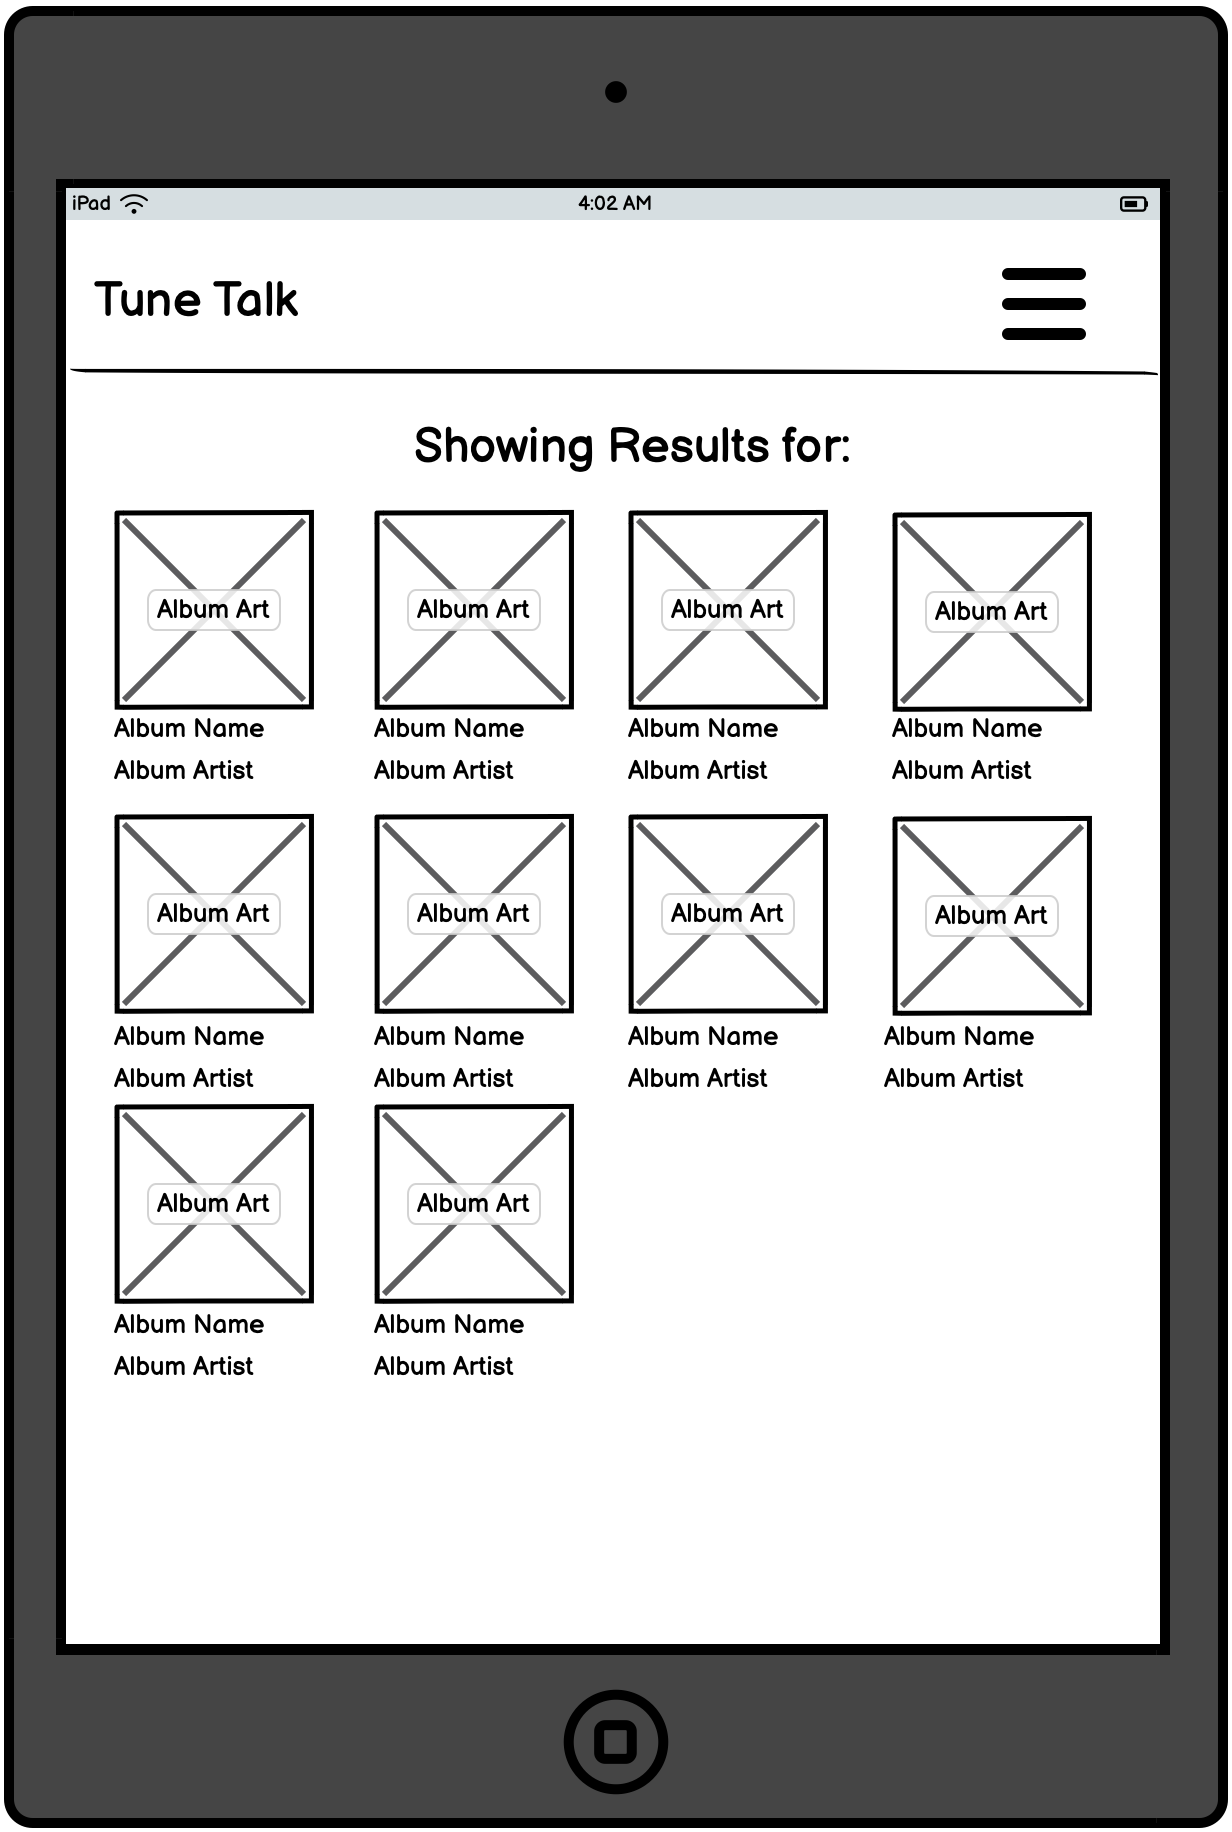 iPad 4:02 AM
Tune Talk
Showing Results for:
Album Art Album Art Album Art Album Art
Album Name Album Name Album Name Album Name
Album Artist Album Artist Album Artist Album Artist
Album Art Album Art Album Art Album Art
Album Name Album Name Album Name Album Name
Album Artist Album Artist Album Artist Album Artist
Album Art Album Art
Album Name Album Name
Album Artist Album Artist